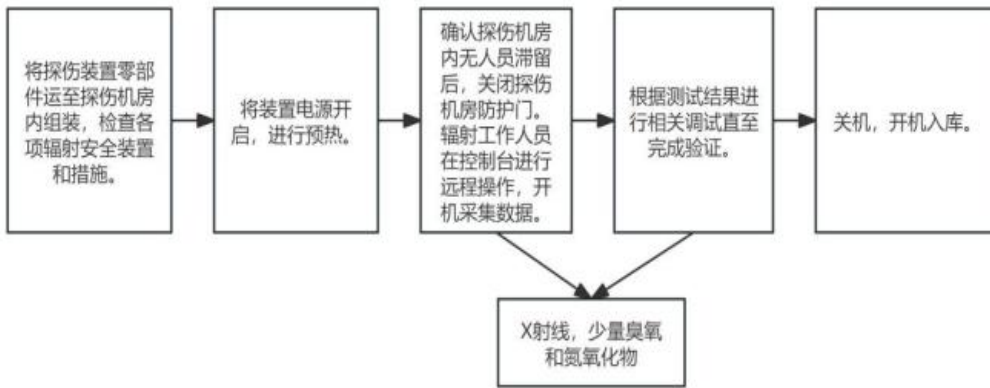 将探伤装置零部
件运至探伤机房
内组装，检查各
项辐射安全装置
和措施。
将装置电源开
启，进行预热。
确认探伤机房
内无人员滞留
后，关闭探伤
机房防护门。
辐射工作人员
在控制台进行
远程操作，开
机采集数据。
根据测试结果进
行相关调试直至
完成验证。
关机，开机入库。
X射线，少量臭氧
和氮氧化物